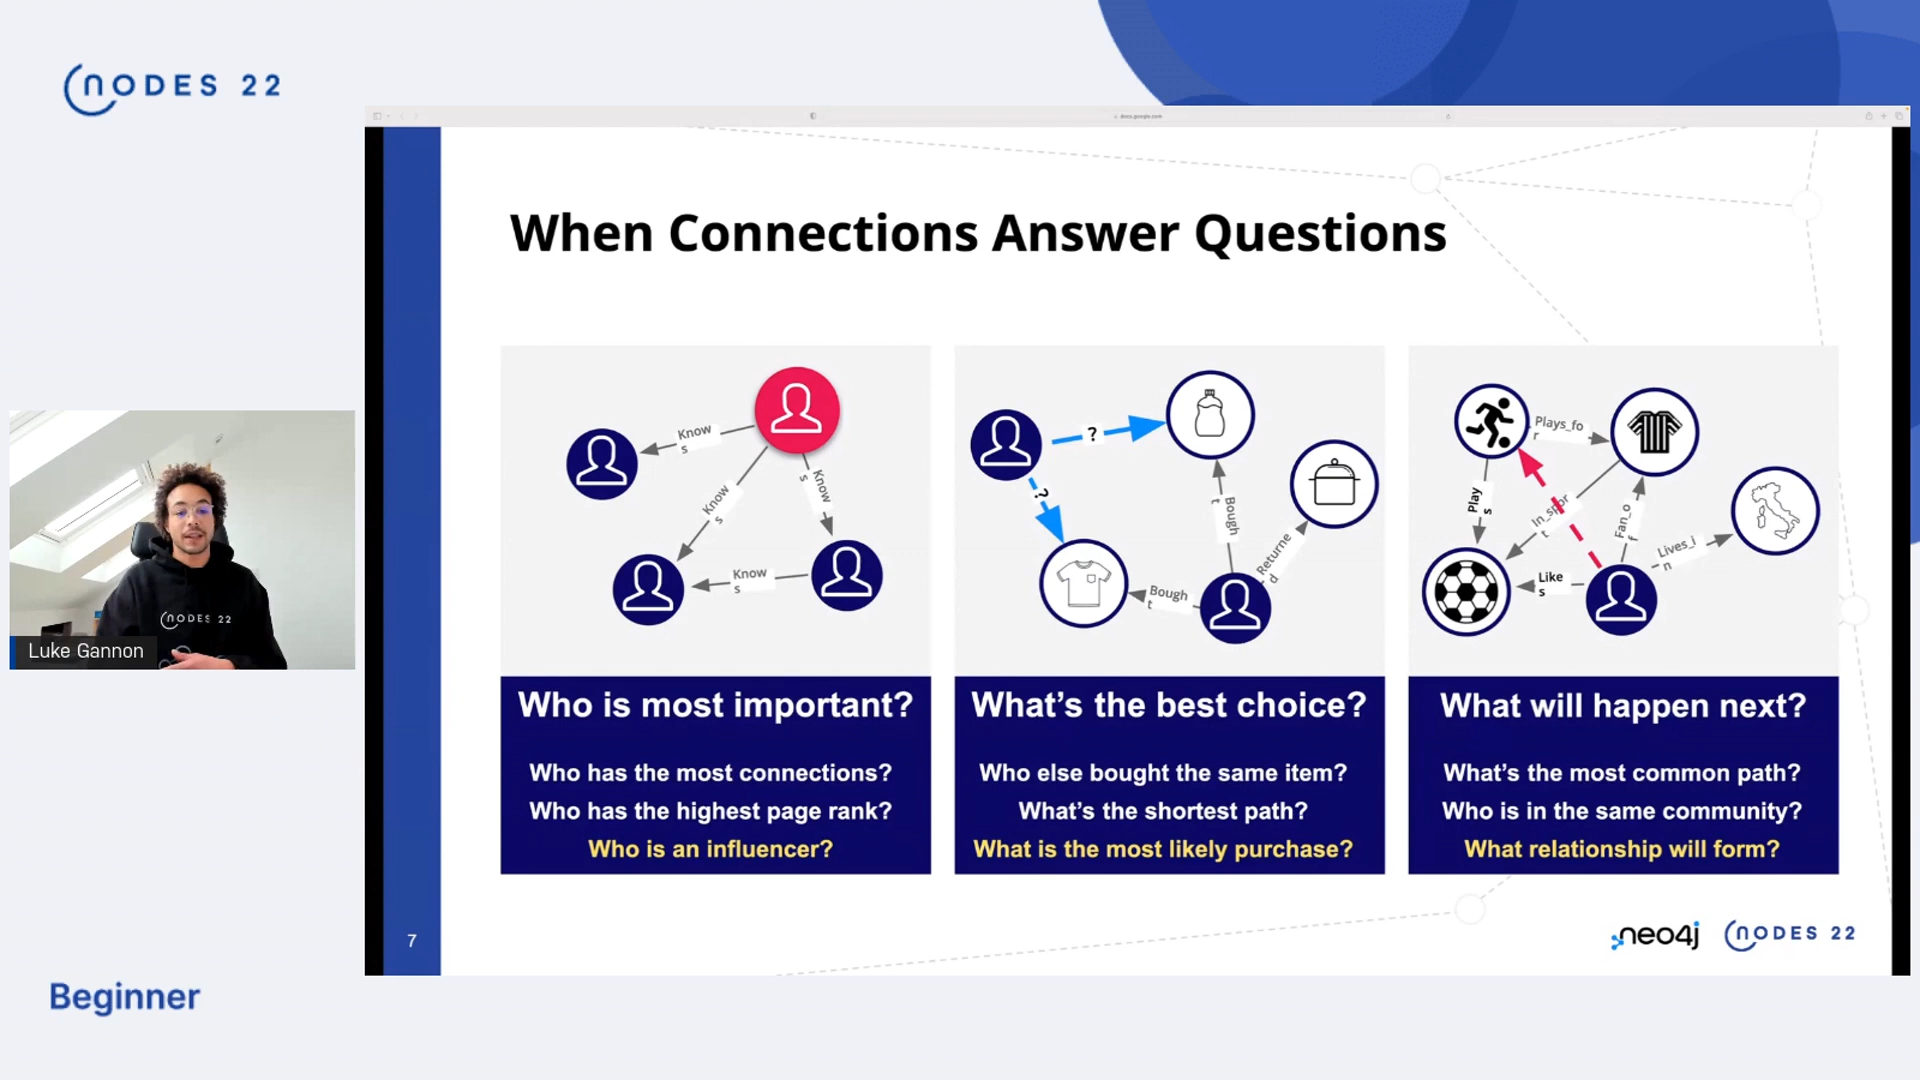 NODES 22
docs.google.com
When Connections Answer Questions
Know
s
Know
s
Know
s
Know
s
?
?
Bough
t
Bough
t
Returne
d
Plays_fo
r
Play
s
In_spor
t
Fan_o
f
Lives_i
n
Like
s
NODES 22
Luke Gannon
Who is most important?
Who has the most connections?
Who has the highest page rank?
Who is an influencer?
What's the best choice?
Who else bought the same item?
What's the shortest path?
What is the most likely purchase?
What will happen next?
What's the most common path?
Who is in the same community?
What relationship will form?
7
neo4j
NODES 22
Beginner